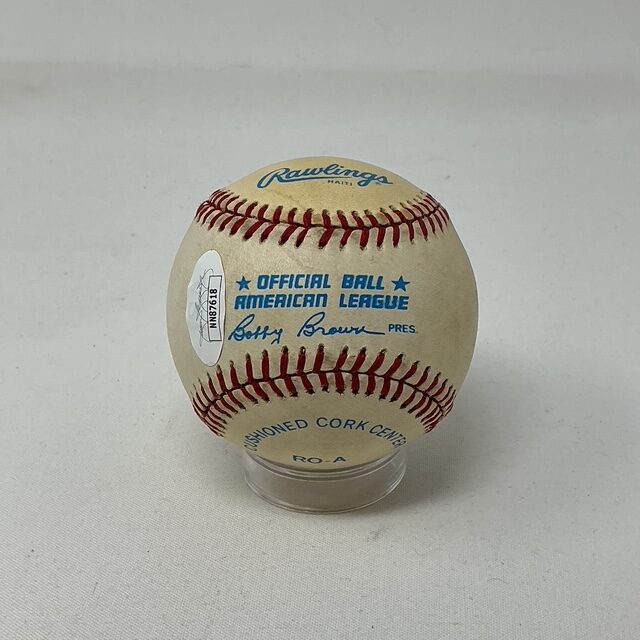 Rawlings
HAITI
★ OFFICIAL BALL ★
AMERICAN LEAGUE
Bobby Brown PRES.
NN87618
CUSHIONED CORK CENTER
RO-A